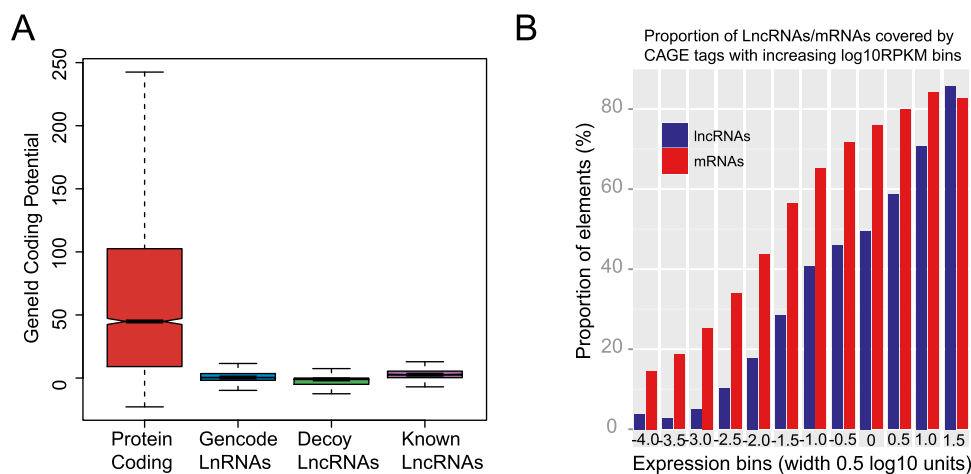 A
GeneId Coding Potential
250
200
150
100
50
0
Protein
Coding
Gencode
LnRNAs
Decoy
LncRNAs
Known
LncRNAs
B
Proportion of LncRNAs/mRNAs covered by
CAGE tags with increasing log10RPKM bins
Proportion of elements (%)
80
60
40
20
0
lncRNAs
mRNAs
-4.0 -3.5 -3.0 -2.5 -2.0 -1.5 -1.0 -0.5 0 0.5 1.0 1.5
Expression bins (width 0.5 log10 units)